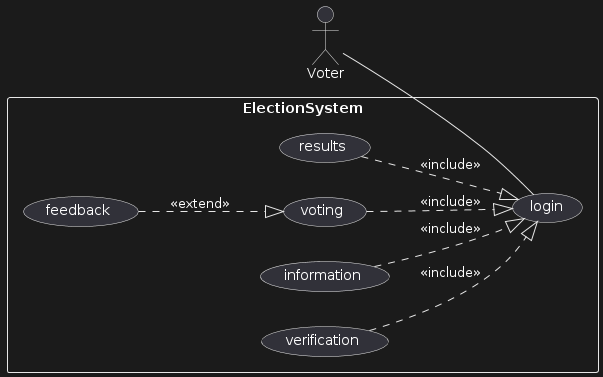 Voter
ElectionSystem
results
«include»
feedback
«extend»
voting
«include»
login
«include»
information
«include»
verification